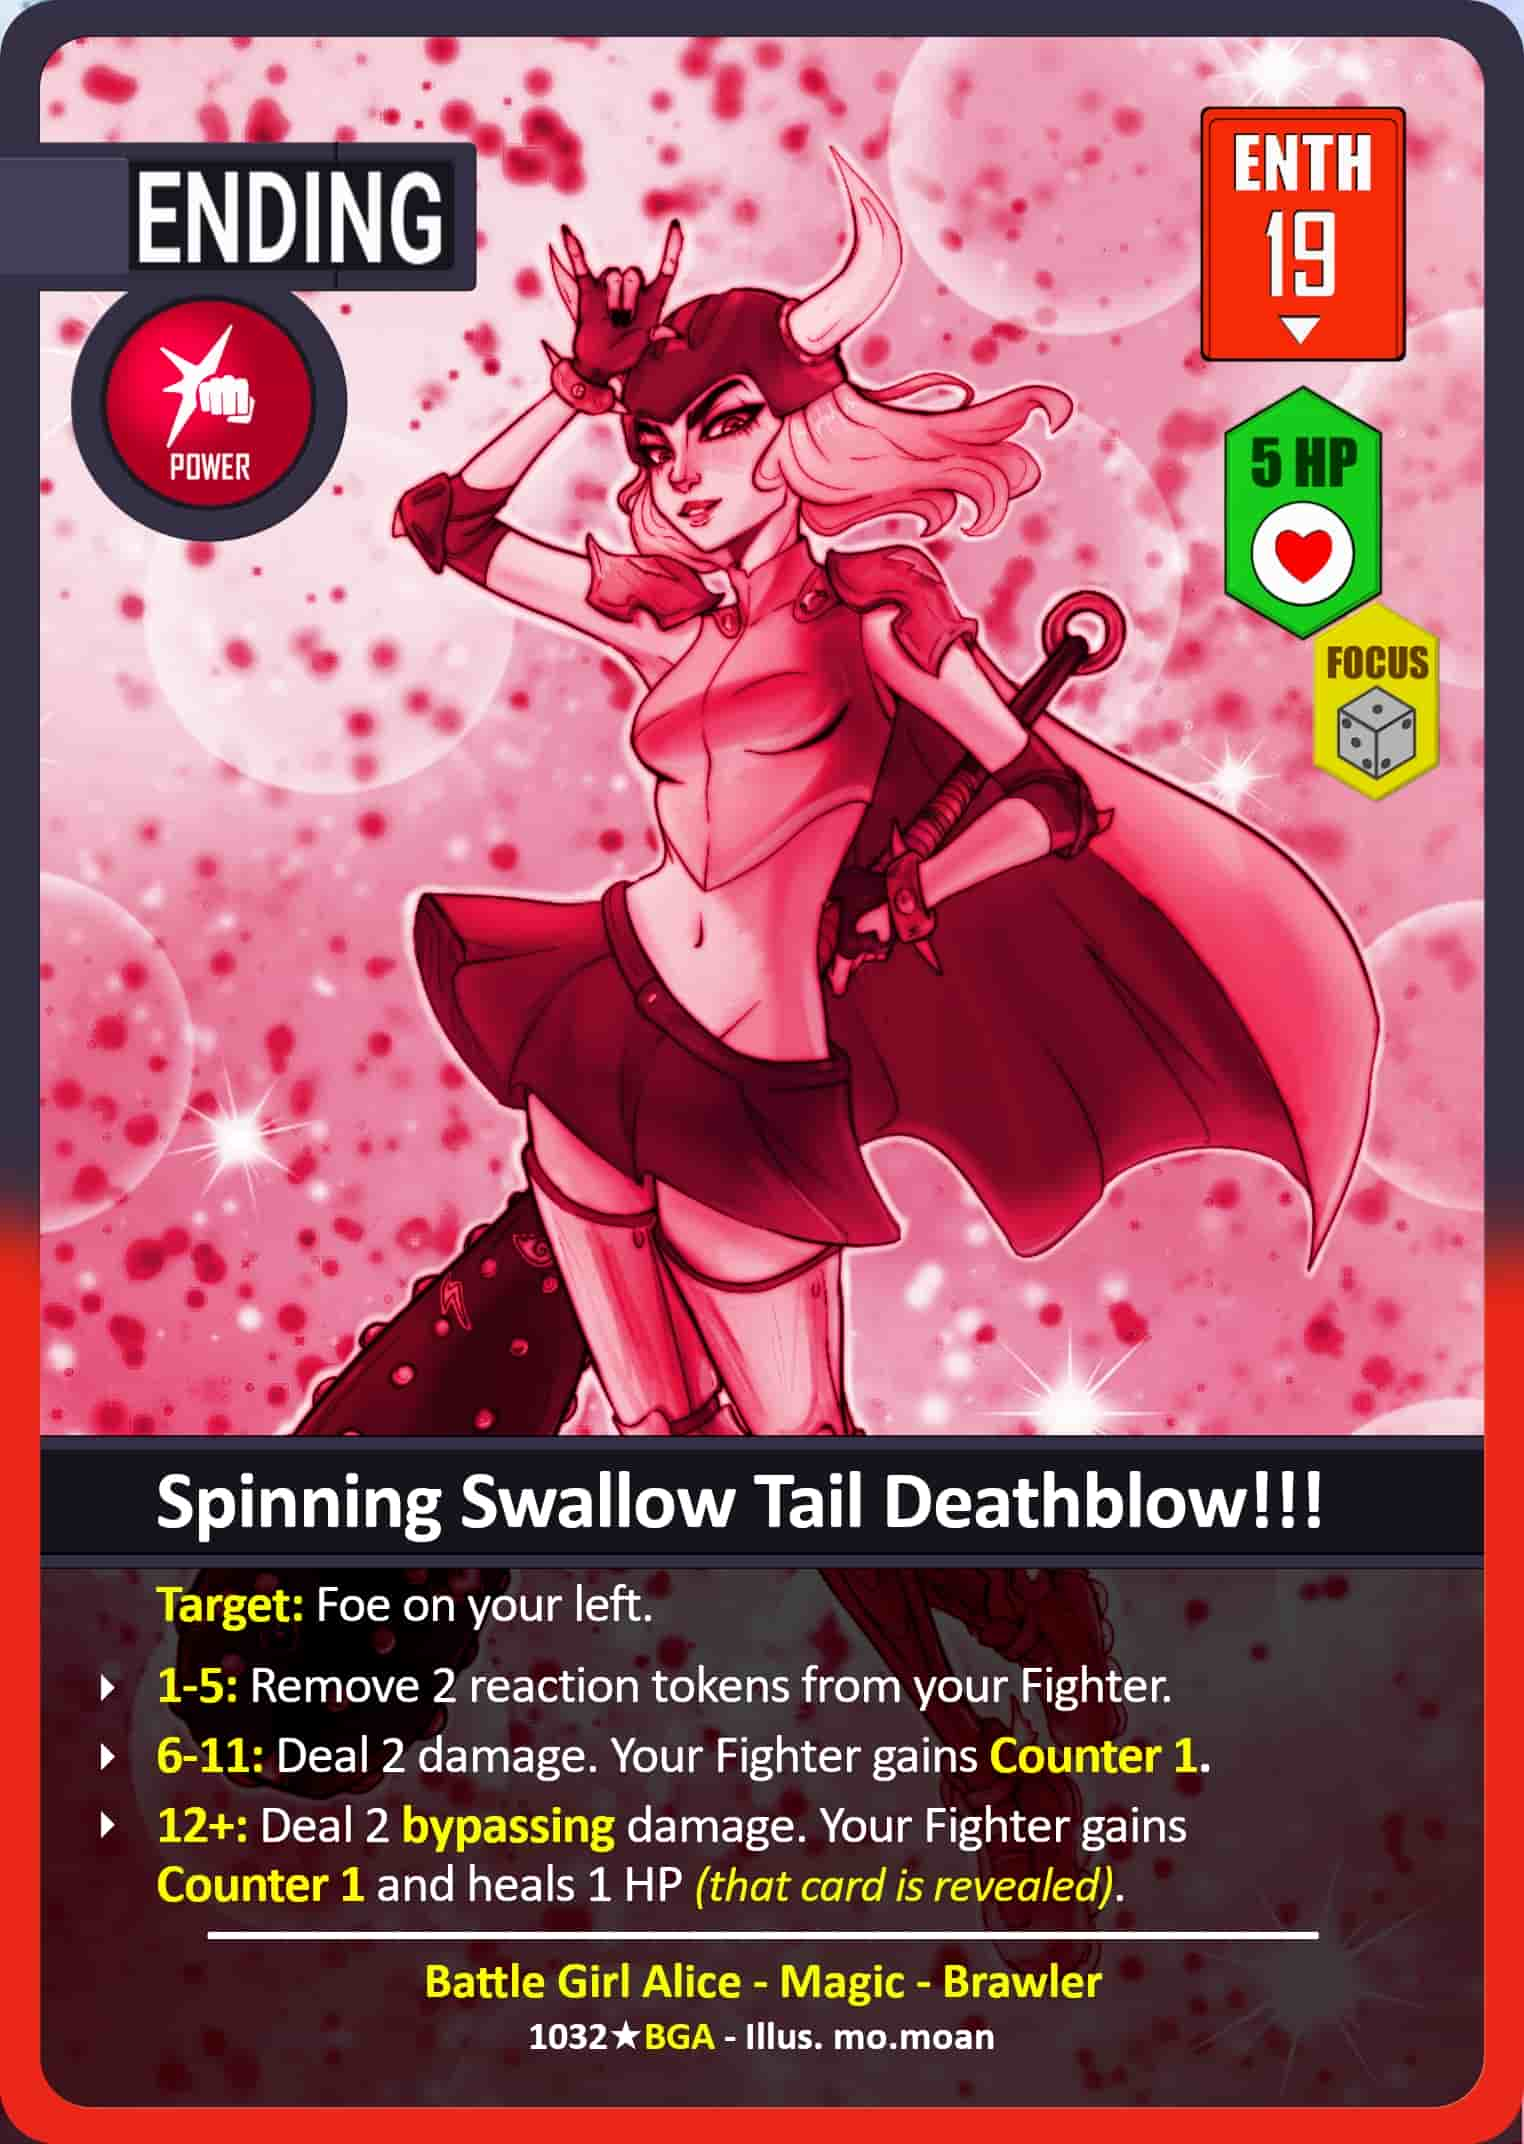 ENDING
ENTH
19
POWER
5 HP
FOCUS
Spinning Swallow Tail Deathblow!!!
Target: Foe on your left.
1-5: Remove 2 reaction tokens from your Fighter.
6-11: Deal 2 damage. Your Fighter gains Counter 1.
12+: Deal 2 bypassing damage. Your Fighter gains
Counter 1 and heals 1 HP (that card is revealed).
Battle Girl Alice - Magic - Brawler
1032★BGA - Illus. mo.moan